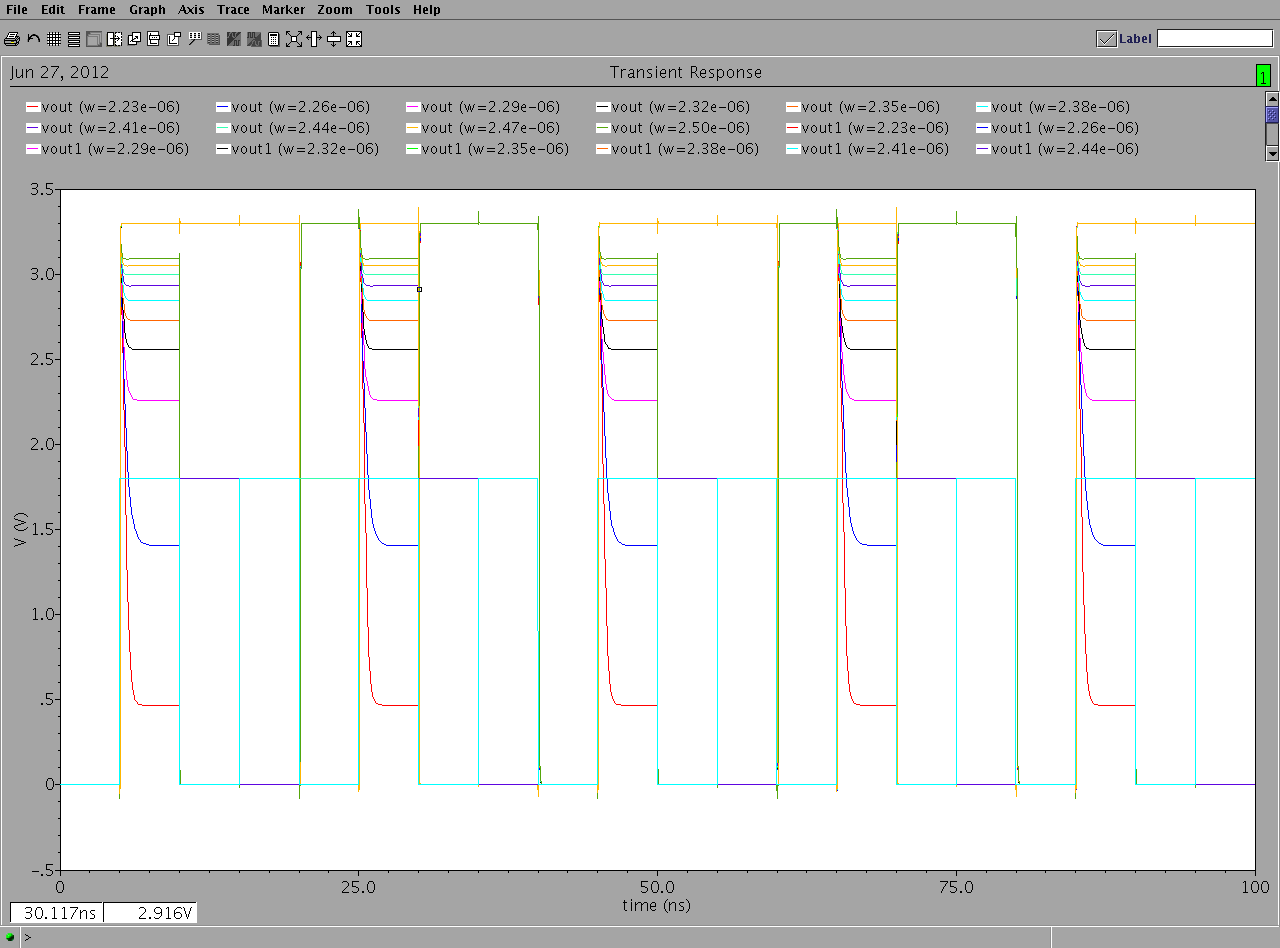 File Edit Frame Graph Axis Trace Marker Zoom Tools Help
Label
Jun 27, 2012 Transient Response 1
vout (w=2.23e-06) vout (w=2.26e-06) vout (w=2.29e-06) vout (w=2.32e-06) vout (w=2.35e-06) vout (w=2.38e-06)
vout (w=2.41e-06) vout (w=2.44e-06) vout (w=2.47e-06) vout (w=2.50e-06) vout1 (w=2.23e-06) vout1 (w=2.26e-06)
vout1 (w=2.29e-06) vout1 (w=2.32e-06) vout1 (w=2.35e-06) vout1 (w=2.38e-06) vout1 (w=2.41e-06) vout1 (w=2.44e-06)
3.5
3.0
2.5
2.0
1.5
V (V)
1.0
.5
0
-.5
0 25.0 50.0 75.0 100
time (ns)
30.117ns 2.916V
>